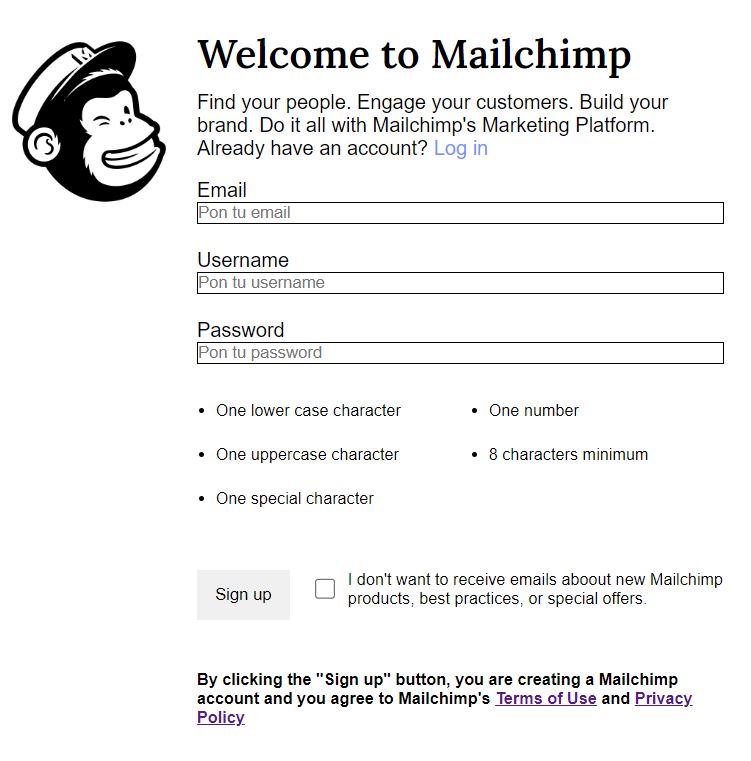 Welcome to Mailchimp
Find your people. Engage your customers. Build your
brand. Do it all with Mailchimp's Marketing Platform.
Already have an account? Log in
Email
Pon tu email
Username
Pon tu username
Password
Pon tu password
One lower case character
One number
One uppercase character
8 characters minimum
One special character
Sign up
I don't want to receive emails aboout new Mailchimp
products, best practices, or special offers.
By clicking the "Sign up" button, you are creating a Mailchimp
account and you agree to Mailchimp's Terms of Use and Privacy
Policy